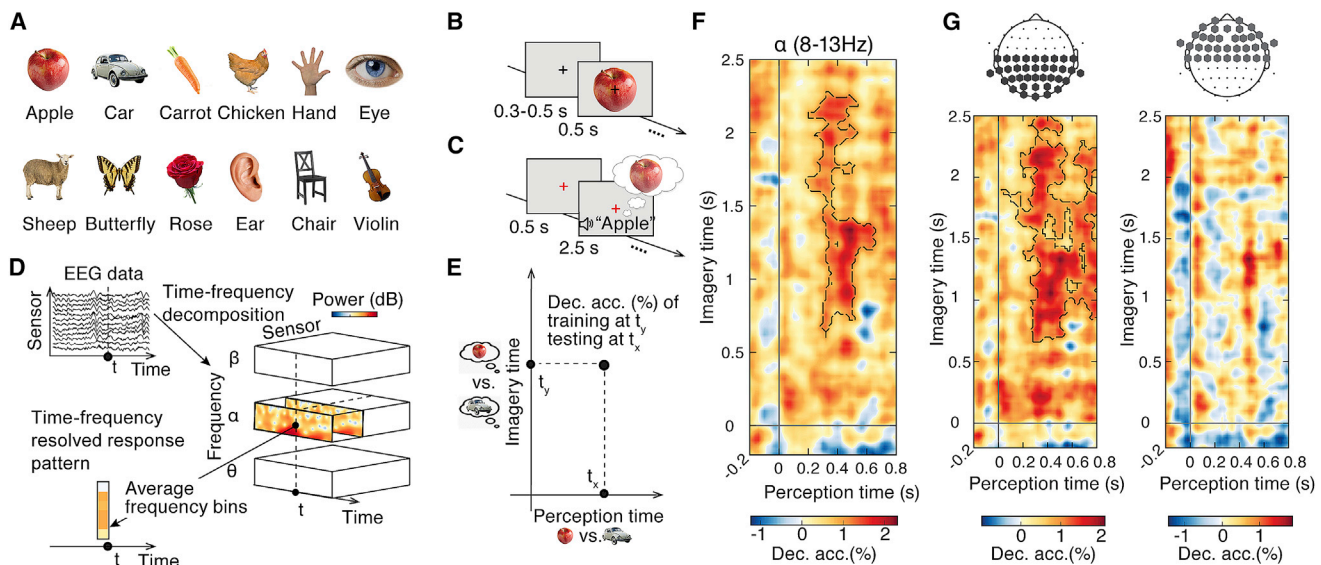 A
Apple Car Carrot Chicken Hand Eye
Sheep Butterfly Rose Ear Chair Violin
B
0.3-0.5 s
0.5 s
....
C
"Apple"
0.5 s
2.5 s
....
D
EEG data
Sensor
t Time
Time-frequency
decomposition
Power (dB)
Sensor
Frequency
β
α
θ
t Time
Time-frequency
resolved response
pattern
Average
frequency bins
t Time
E
Dec. acc. (%) of
training at ty
testing at tx
Imagery time
vs.
ty
tx
Perception time
vs.
F
α (8-13Hz)
Imagery time (s)
2.5
2
1.5
1
0.5
0
-0.2
0 0.2 0.4 0.6 0.8
Perception time (s)
-1 0 1 2
Dec. acc.(%)
G
Imagery time (s)
2.5
2
1.5
1
0.5
0
-0.2
0 0.2 0.4 0.6 0.8
Perception time (s)
0 1 2
Dec. acc.(%)
Imagery time (s)
2.5
2
1.5
1
0.5
0
-0.2
0 0.2 0.4 0.6 0.8
Perception time (s)
-1 0 1
Dec. acc.(%)